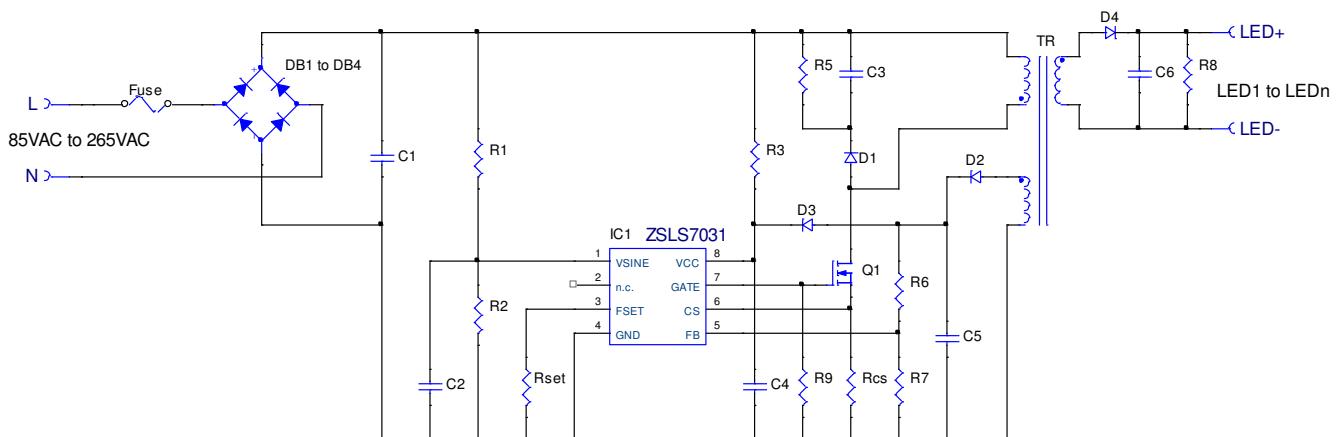 D4
LED+
TR
DB1 to DB4
R5
C3
C6
R8
Fuse
L
LED1 to LEDn
85VAC to 265VAC
C1
R1
R3
D1
LED-
N
D2
D3
IC1 ZSLS7031
1 VSINE VCC 8
Q1
2 n.c. GATE 7
R6
R2
3 FSET CS 6
4 GND FB 5
C5
C2
Rset
C4
R9
Rcs
R7
+